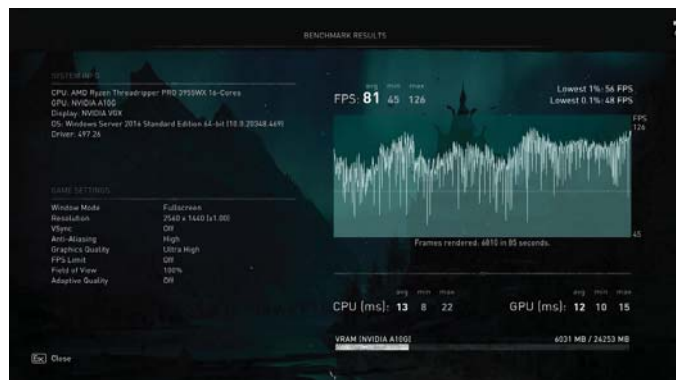 BENCHMARK RESULTS
SYSTEM INFO
CPU: AMD Ryzen Threadripper PRO 3955WX 16-Cores
GPU: NVIDIA A10G
Display: NVIDIA VGX
OS: Windows Server 2016 Standard Edition 64-bit (10.0.20348.469)
Driver: 497.26
GAME SETTINGS
Window Mode Fullscreen
Resolution 2560 x 1440 (x1.00)
VSync Off
Anti-Aliasing High
Graphics Quality Ultra High
FPS Limit Off
Field of View 100%
Adaptive Quality Off
avg min max
FPS: 81 45 126
Lowest 1%: 56 FPS
Lowest 0.1%: 48 FPS
FPS
126
45
Frames rendered: 6810 in 85 seconds.
avg min max
CPU (ms): 13 8 22
avg min max
GPU (ms): 12 10 15
VRAM (NVIDIA A10G) 6031 MB / 24253 MB
Esc Close